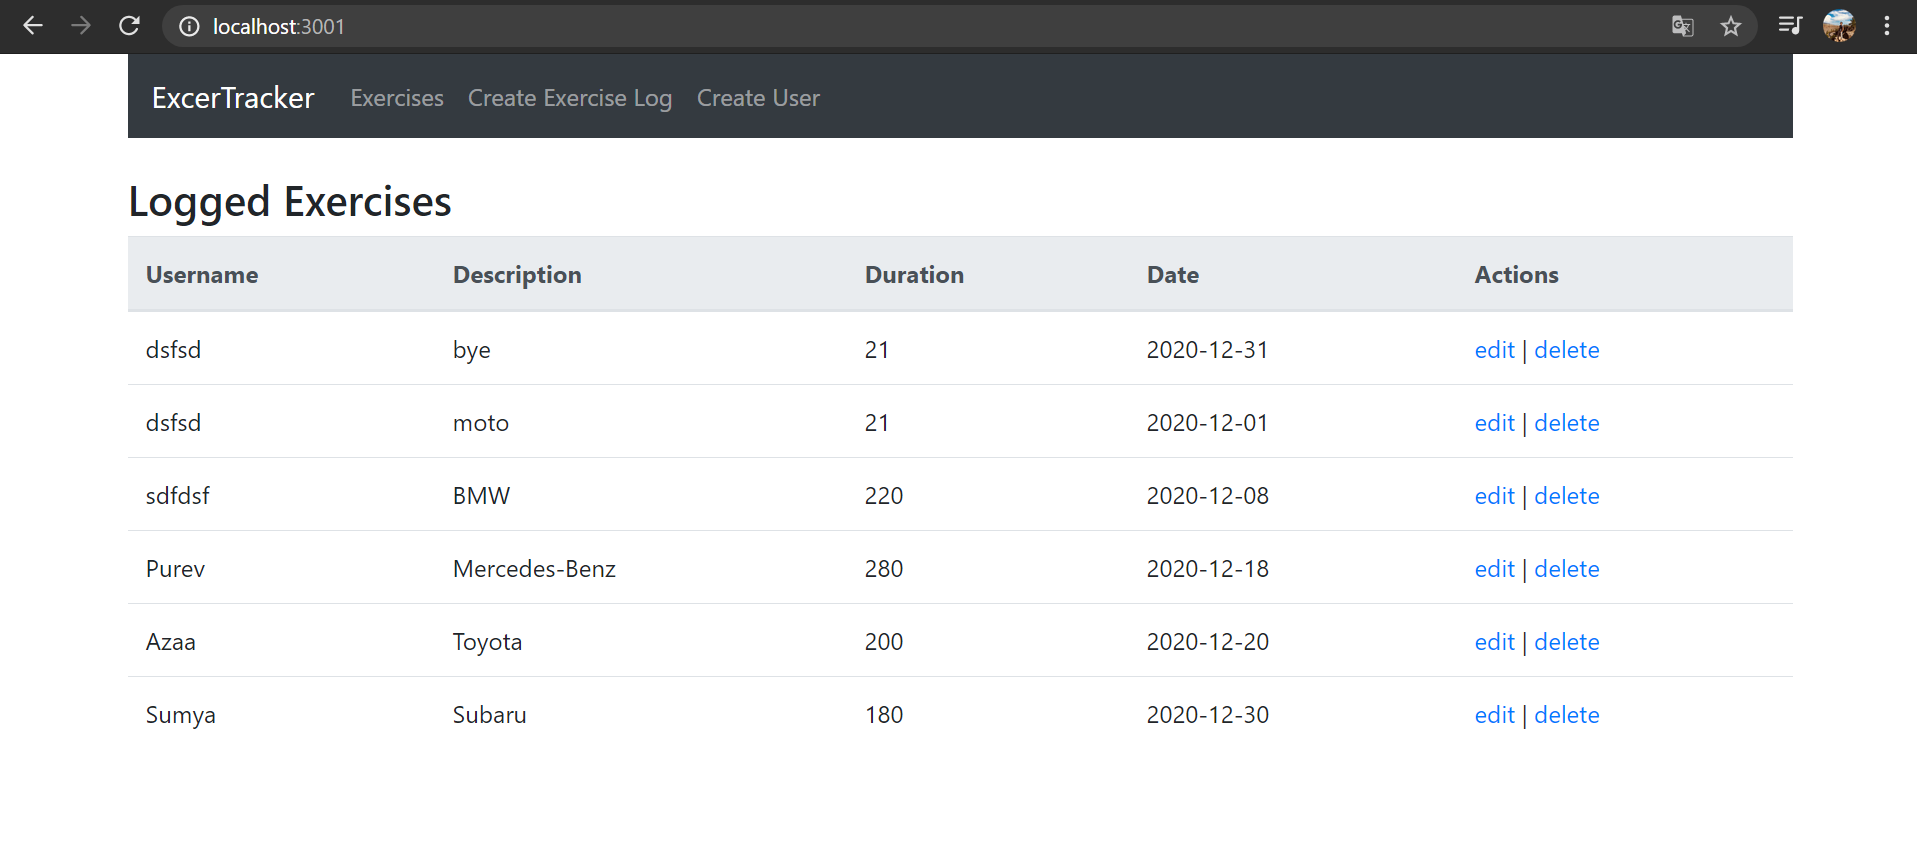 localhost:3001
ExcerTracker Exercises Create Exercise Log Create User
Logged Exercises
Username Description Duration Date Actions
dsfsd bye 21 2020-12-31 edit | delete
dsfsd moto 21 2020-12-01 edit | delete
sdfdsf BMW 220 2020-12-08 edit | delete
Purev Mercedes-Benz 280 2020-12-18 edit | delete
Azaa Toyota 200 2020-12-20 edit | delete
Sumya Subaru 180 2020-12-30 edit | delete